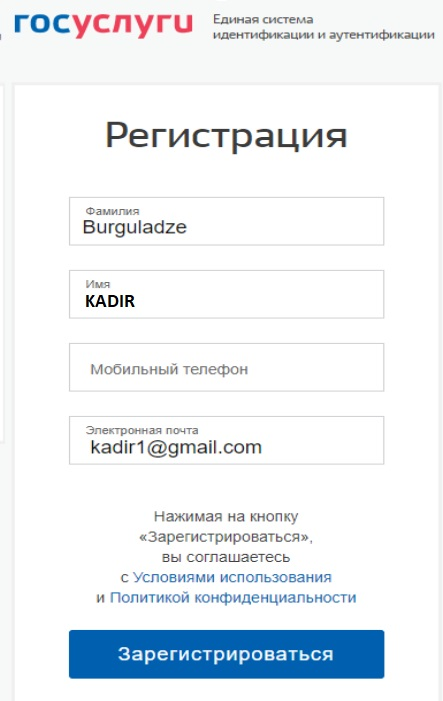 госуслуги
Единая система
идентификации и аутентификации
Регистрация
Фамилия
Burguladze
Имя
KADIR
Мобильный телефон
Электронная почта
kadir1@gmail.com
Нажимая на кнопку
«Зарегистрироваться»,
вы соглашаетесь
с Условиями использования
и Политикой конфиденциальности
Зарегистрироваться